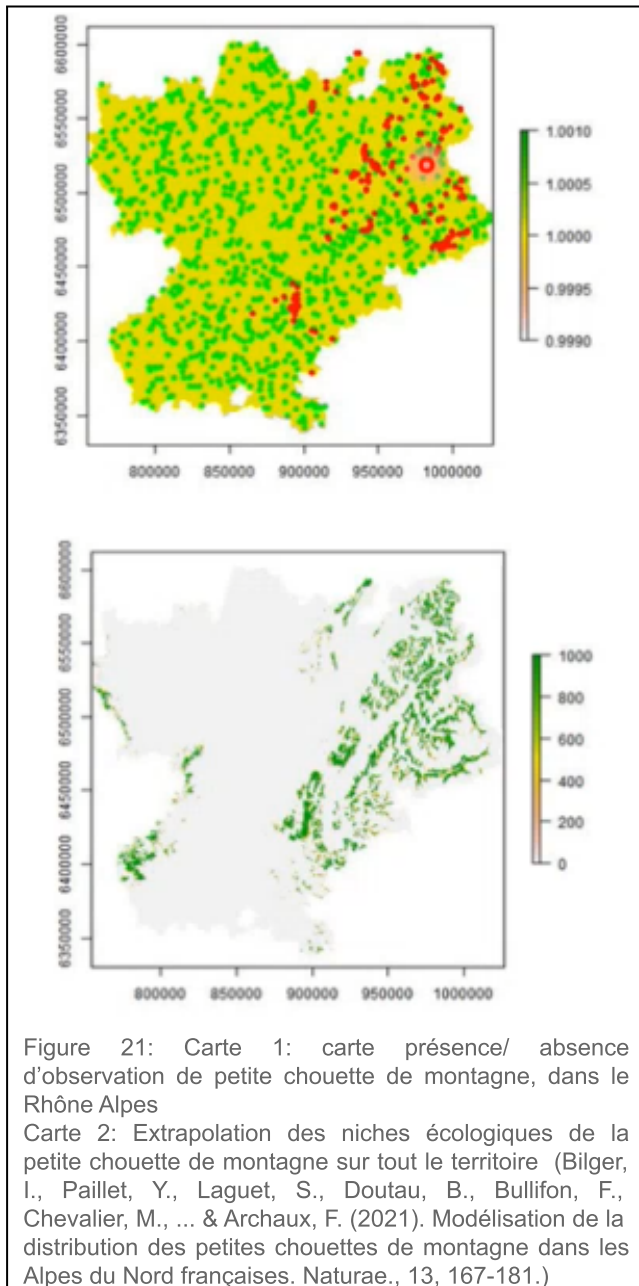 6600000
6550000
6500000
6450000
6400000
6350000
800000 850000 900000 950000 1000000
1.0010
1.0005
1.0000
0.9995
0.9990
6600000
6550000
6500000
6450000
6400000
6350000
800000 850000 900000 950000 1000000
1000
800
600
400
200
0
Figure 21: Carte 1: carte présence/ absence
d'observation de petite chouette de montagne, dans le
Rhône Alpes
Carte 2: Extrapolation des niches écologiques de la
petite chouette de montagne sur tout le territoire (Bilger,
I., Paillet, Y., Laguet, S., Doutau, B., Bullifon, F.,
Chevalier, M., ... & Archaux, F. (2021). Modélisation de la
distribution des petites chouettes de montagne dans les
Alpes du Nord françaises. Naturae., 13, 167-181.)